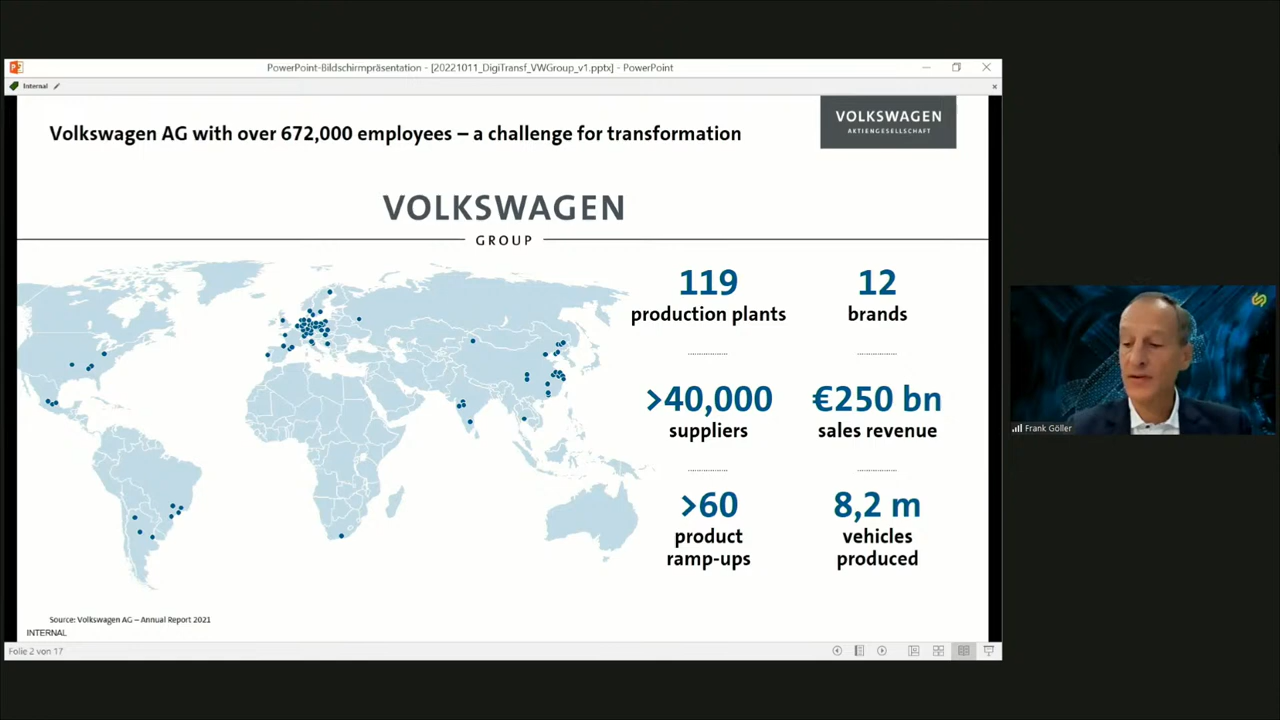 PowerPoint-Bildschirmpräsentation - [20221011_DigiTransf_VWGroup_v1.pptx] - PowerPoint
Internal
Volkswagen AG with over 672,000 employees – a challenge for transformation
VOLKSWAGEN
AKTIENGESELLSCHAFT
VOLKSWAGEN
GROUP
119
production plants
12
brands
>40,000
suppliers
€250 bn
sales revenue
>60
product
ramp-ups
8,2 m
vehicles
produced
Source: Volkswagen AG – Annual Report 2021
INTERNAL
Folie 2 von 17
Frank Göller